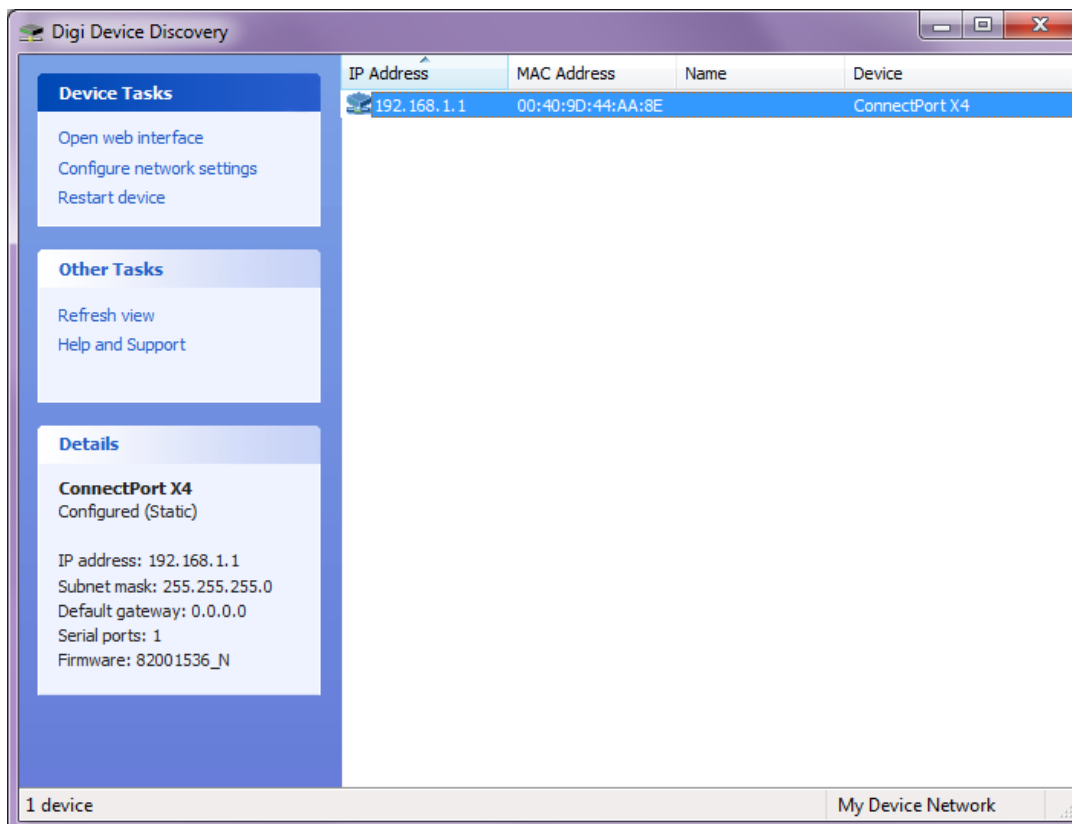 Digi Device Discovery
Device Tasks
Open web interface
Configure network settings
Restart device
Other Tasks
Refresh view
Help and Support
Details
ConnectPort X4
Configured (Static)
IP address: 192.168.1.1
Subnet mask: 255.255.255.0
Default gateway: 0.0.0.0
Serial ports: 1
Firmware: 82001536_N
IP Address MAC Address Name Device
192.168.1.1 00:40:9D:44:AA:8E ConnectPort X4
1 device My Device Network